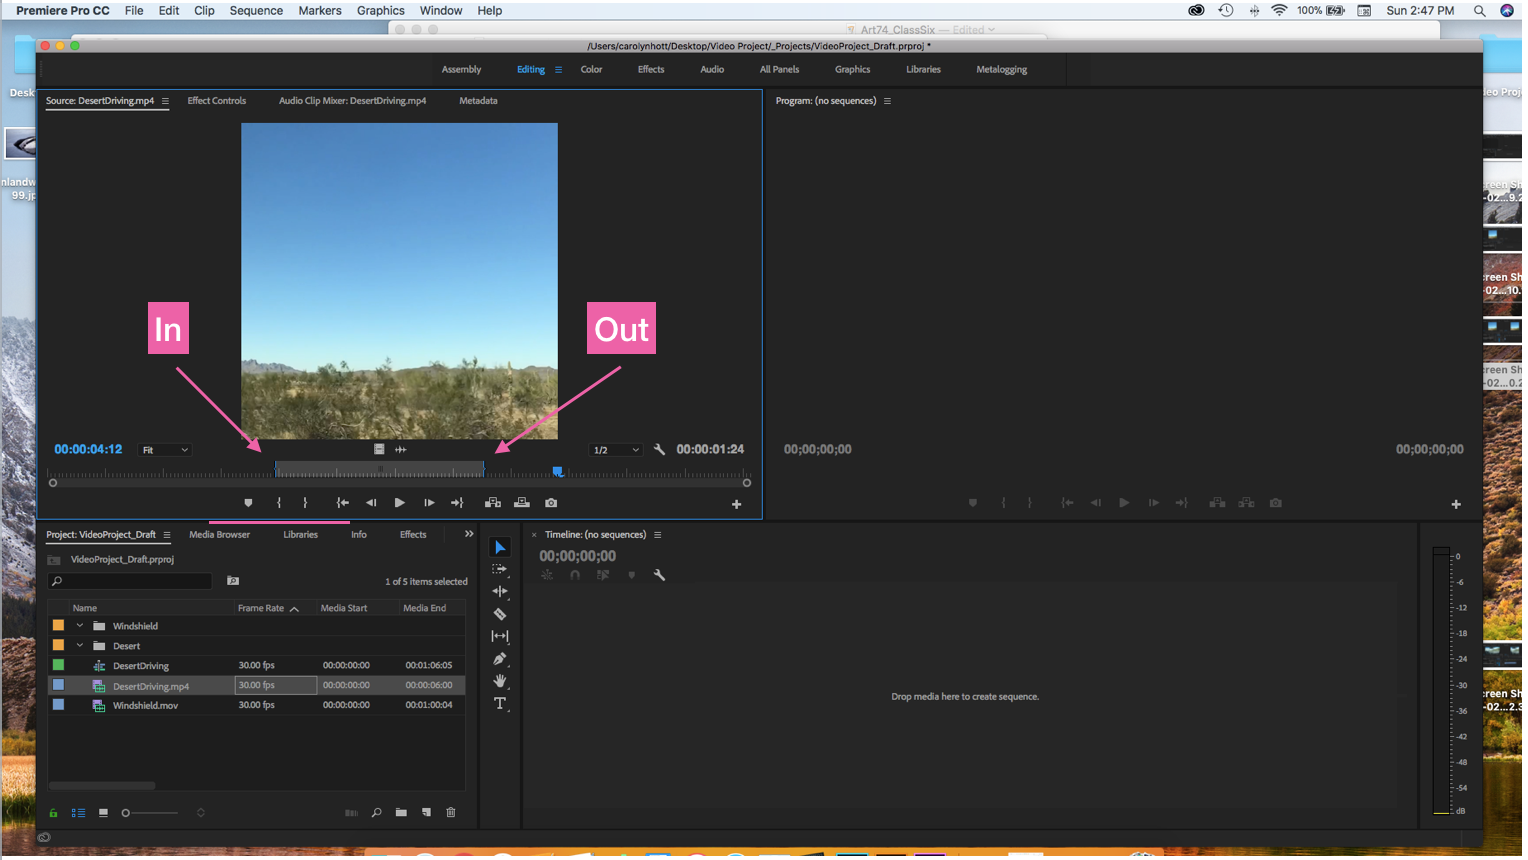 Premiere Pro CC File Edit Clip Sequence Markers Graphics Window Help
100% Sun 2:47 PM
Art74_ClassSix — Edited
/Users/carolynhott/Desktop/Video Project/_Projects/VideoProject_Draft.prproj *
Assembly Editing Color Effects Audio All Panels Graphics Libraries Metalogging
Source: DesertDriving.mp4 Effect Controls Audio Clip Mixer: DesertDriving.mp4 Metadata
Program: (no sequences)
In
Out
00:00:04:12 Fit 1/2 00:00:01:24
00;00;00;00 00;00;00;00
Project: VideoProject_Draft Media Browser Libraries Info Effects
VideoProject_Draft.prproj
1 of 5 items selected
Name Frame Rate Media Start Media End
Windshield
Desert
DesertDriving 30.00 fps 00:00:00:00 00:01:06:05
DesertDriving.mp4 30.00 fps 00:00:00:00 00:00:06:00
Windshield.mov 30.00 fps 00:00:00:00 00:01:00:04
T
× Timeline: (no sequences)
00;00;00;00
Drop media here to create sequence.
0
-6
-12
-18
-24
-30
-36
-42
-48
-54
dB
Desk
nlandw
99.jp
eo Proj
reen Sh
-02...9.2
reen Sh
-02...10.
reen Sh
-02...0.2
reen Sh
-02...2.3